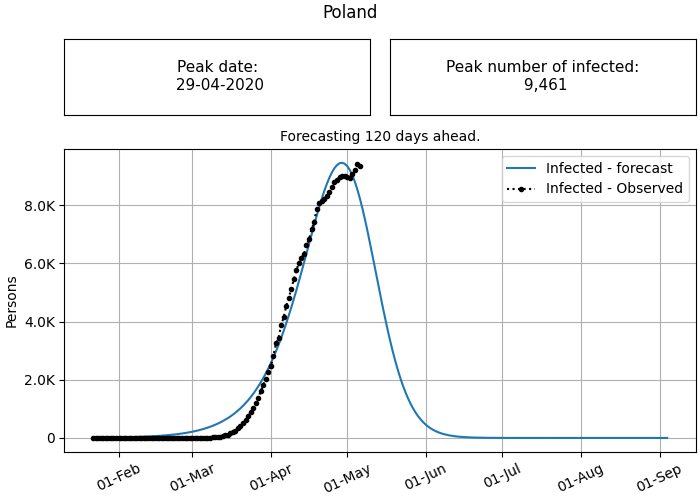 Poland
Peak date:
29-04-2020
Peak number of infected:
9,461
Forecasting 120 days ahead.
Infected - forecast
Infected - Observed
Persons
8.0K
6.0K
4.0K
2.0K
0
01-Feb
01-Mar
01-Apr
01-May
01-Jun
01-Jul
01-Aug
01-Sep